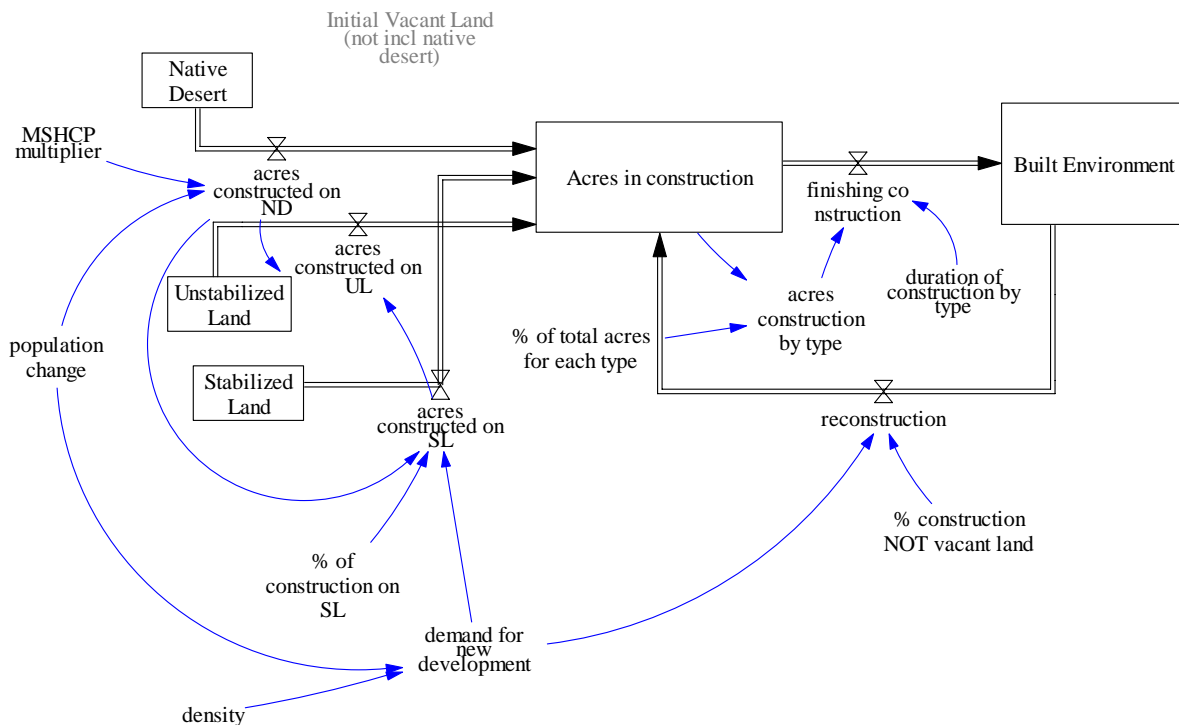 Initial Vacant Land
(not incl native
desert)
Native
Desert
MSHCP
multiplier
acres
constructed on
ND
Acres in construction
Built Environment
finishing co
nstruction
acres
constructed on
UL
Unstabilized
Land
duration of
construction by
type
acres
construction
by type
% of total acres
for each type
population
change
Stabilized
Land
acres
constructed on
SL
reconstruction
% construction
NOT vacant land
% of
construction on
SL
demand for
new
development
density